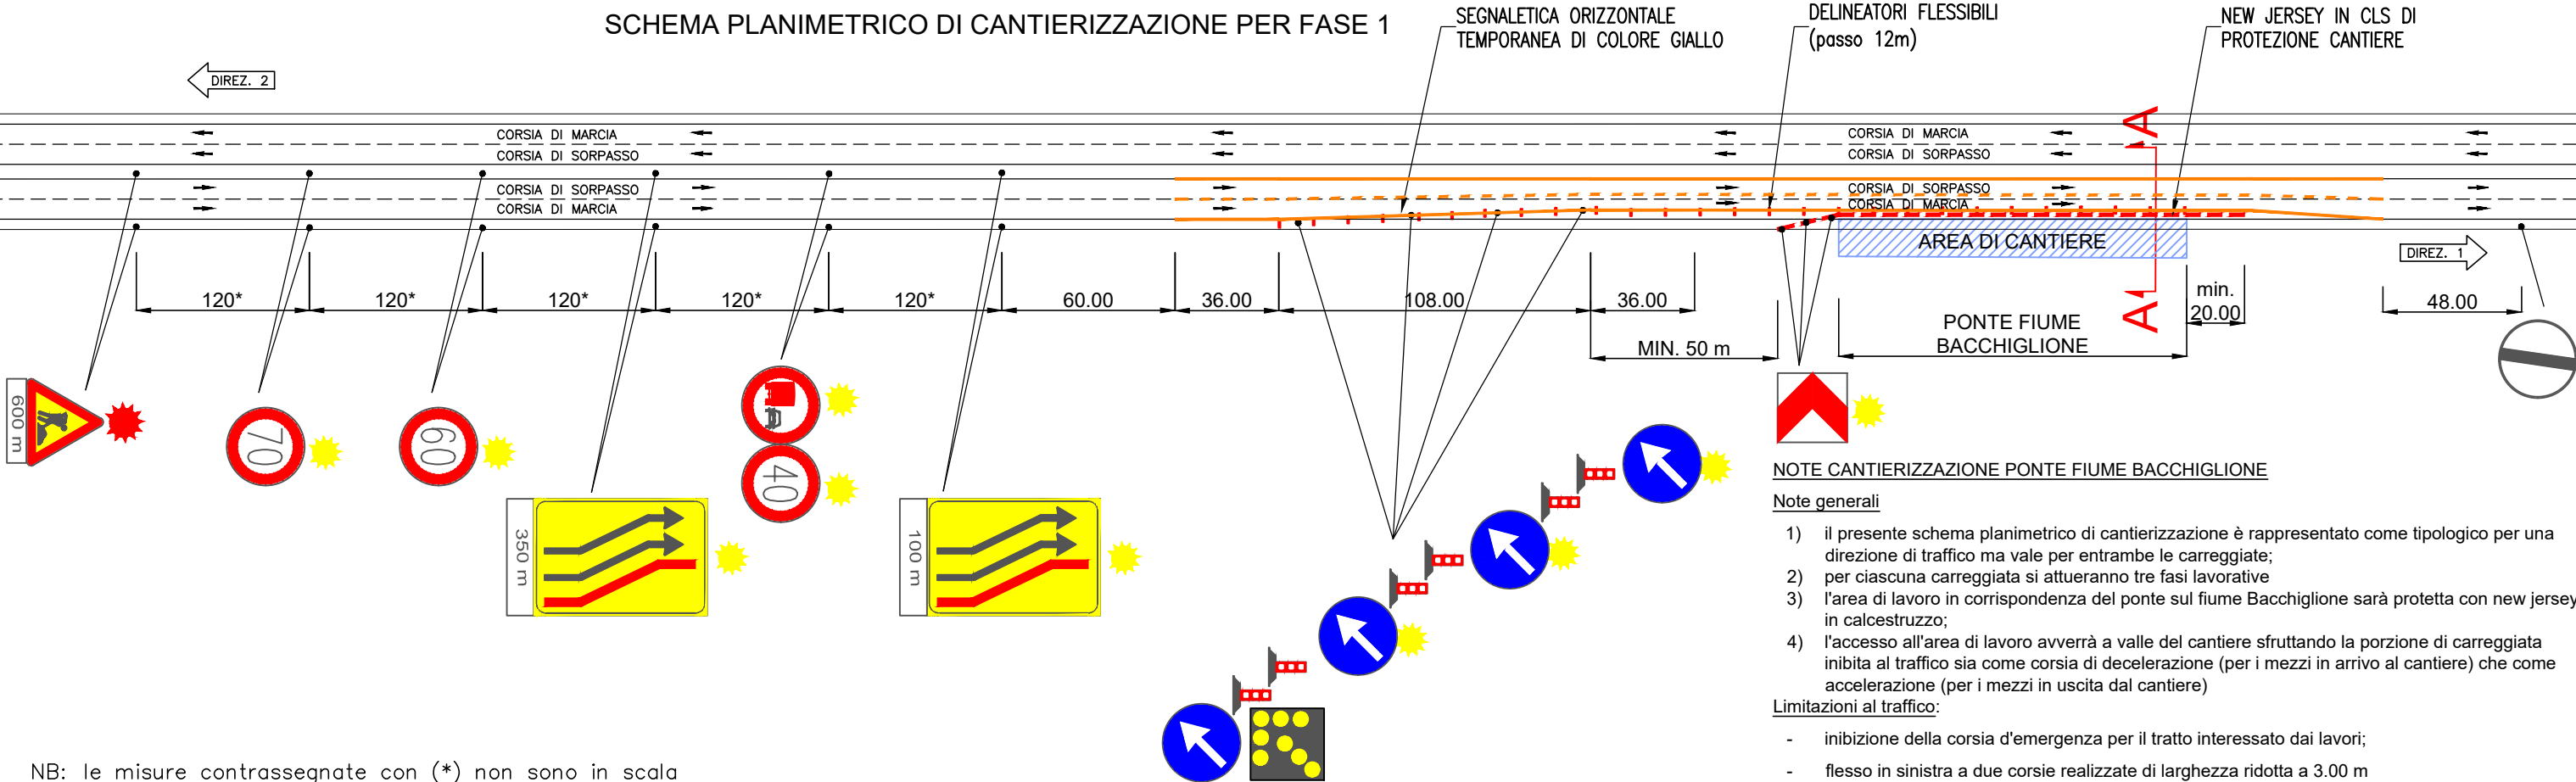 SCHEMA PLANIMETRICO DI CANTIERIZZAZIONE PER FASE 1
SEGNALETICA ORIZZONTALE
TEMPORANEA DI COLORE GIALLO
DELINEATORI FLESSIBILI
(passo 12m)
NEW JERSEY IN CLS DI
PROTEZIONE CANTIERE
DIREZ. 2
CORSIA DI MARCIA
CORSIA DI SORPASSO
CORSIA DI SORPASSO
CORSIA DI MARCIA
CORSIA DI MARCIA
CORSIA DI SORPASSO
CORSIA DI SORPASSO
CORSIA DI MARCIA
A
A
AREA DI CANTIERE
DIREZ. 1
120*
120*
120*
120*
120*
60.00
36.00
108.00
36.00
MIN. 50 m
PONTE FIUME
BACCHIGLIONE
min.
20.00
48.00
600 m
70
60
350 m
40
100 m
NOTE CANTIERIZZAZIONE PONTE FIUME BACCHIGLIONE
Note generali
1) il presente schema planimetrico di cantierizzazione è rappresentato come tipologico per una
direzione di traffico ma vale per entrambe le carreggiate;
2) per ciascuna carreggiata si attueranno tre fasi lavorative
3) l'area di lavoro in corrispondenza del ponte sul fiume Bacchiglione sarà protetta con new jersey
in calcestruzzo;
4) l'accesso all'area di lavoro avverrà a valle del cantiere sfruttando la porzione di carreggiata
inibita al traffico sia come corsia di decelerazione (per i mezzi in arrivo al cantiere) che come
accelerazione (per i mezzi in uscita dal cantiere)
Limitazioni al traffico:
- inibizione della corsia d'emergenza per il tratto interessato dai lavori;
- flesso in sinistra a due corsie realizzate di larghezza ridotta a 3.00 m
NB: le misure contrassegnate con (*) non sono in scala